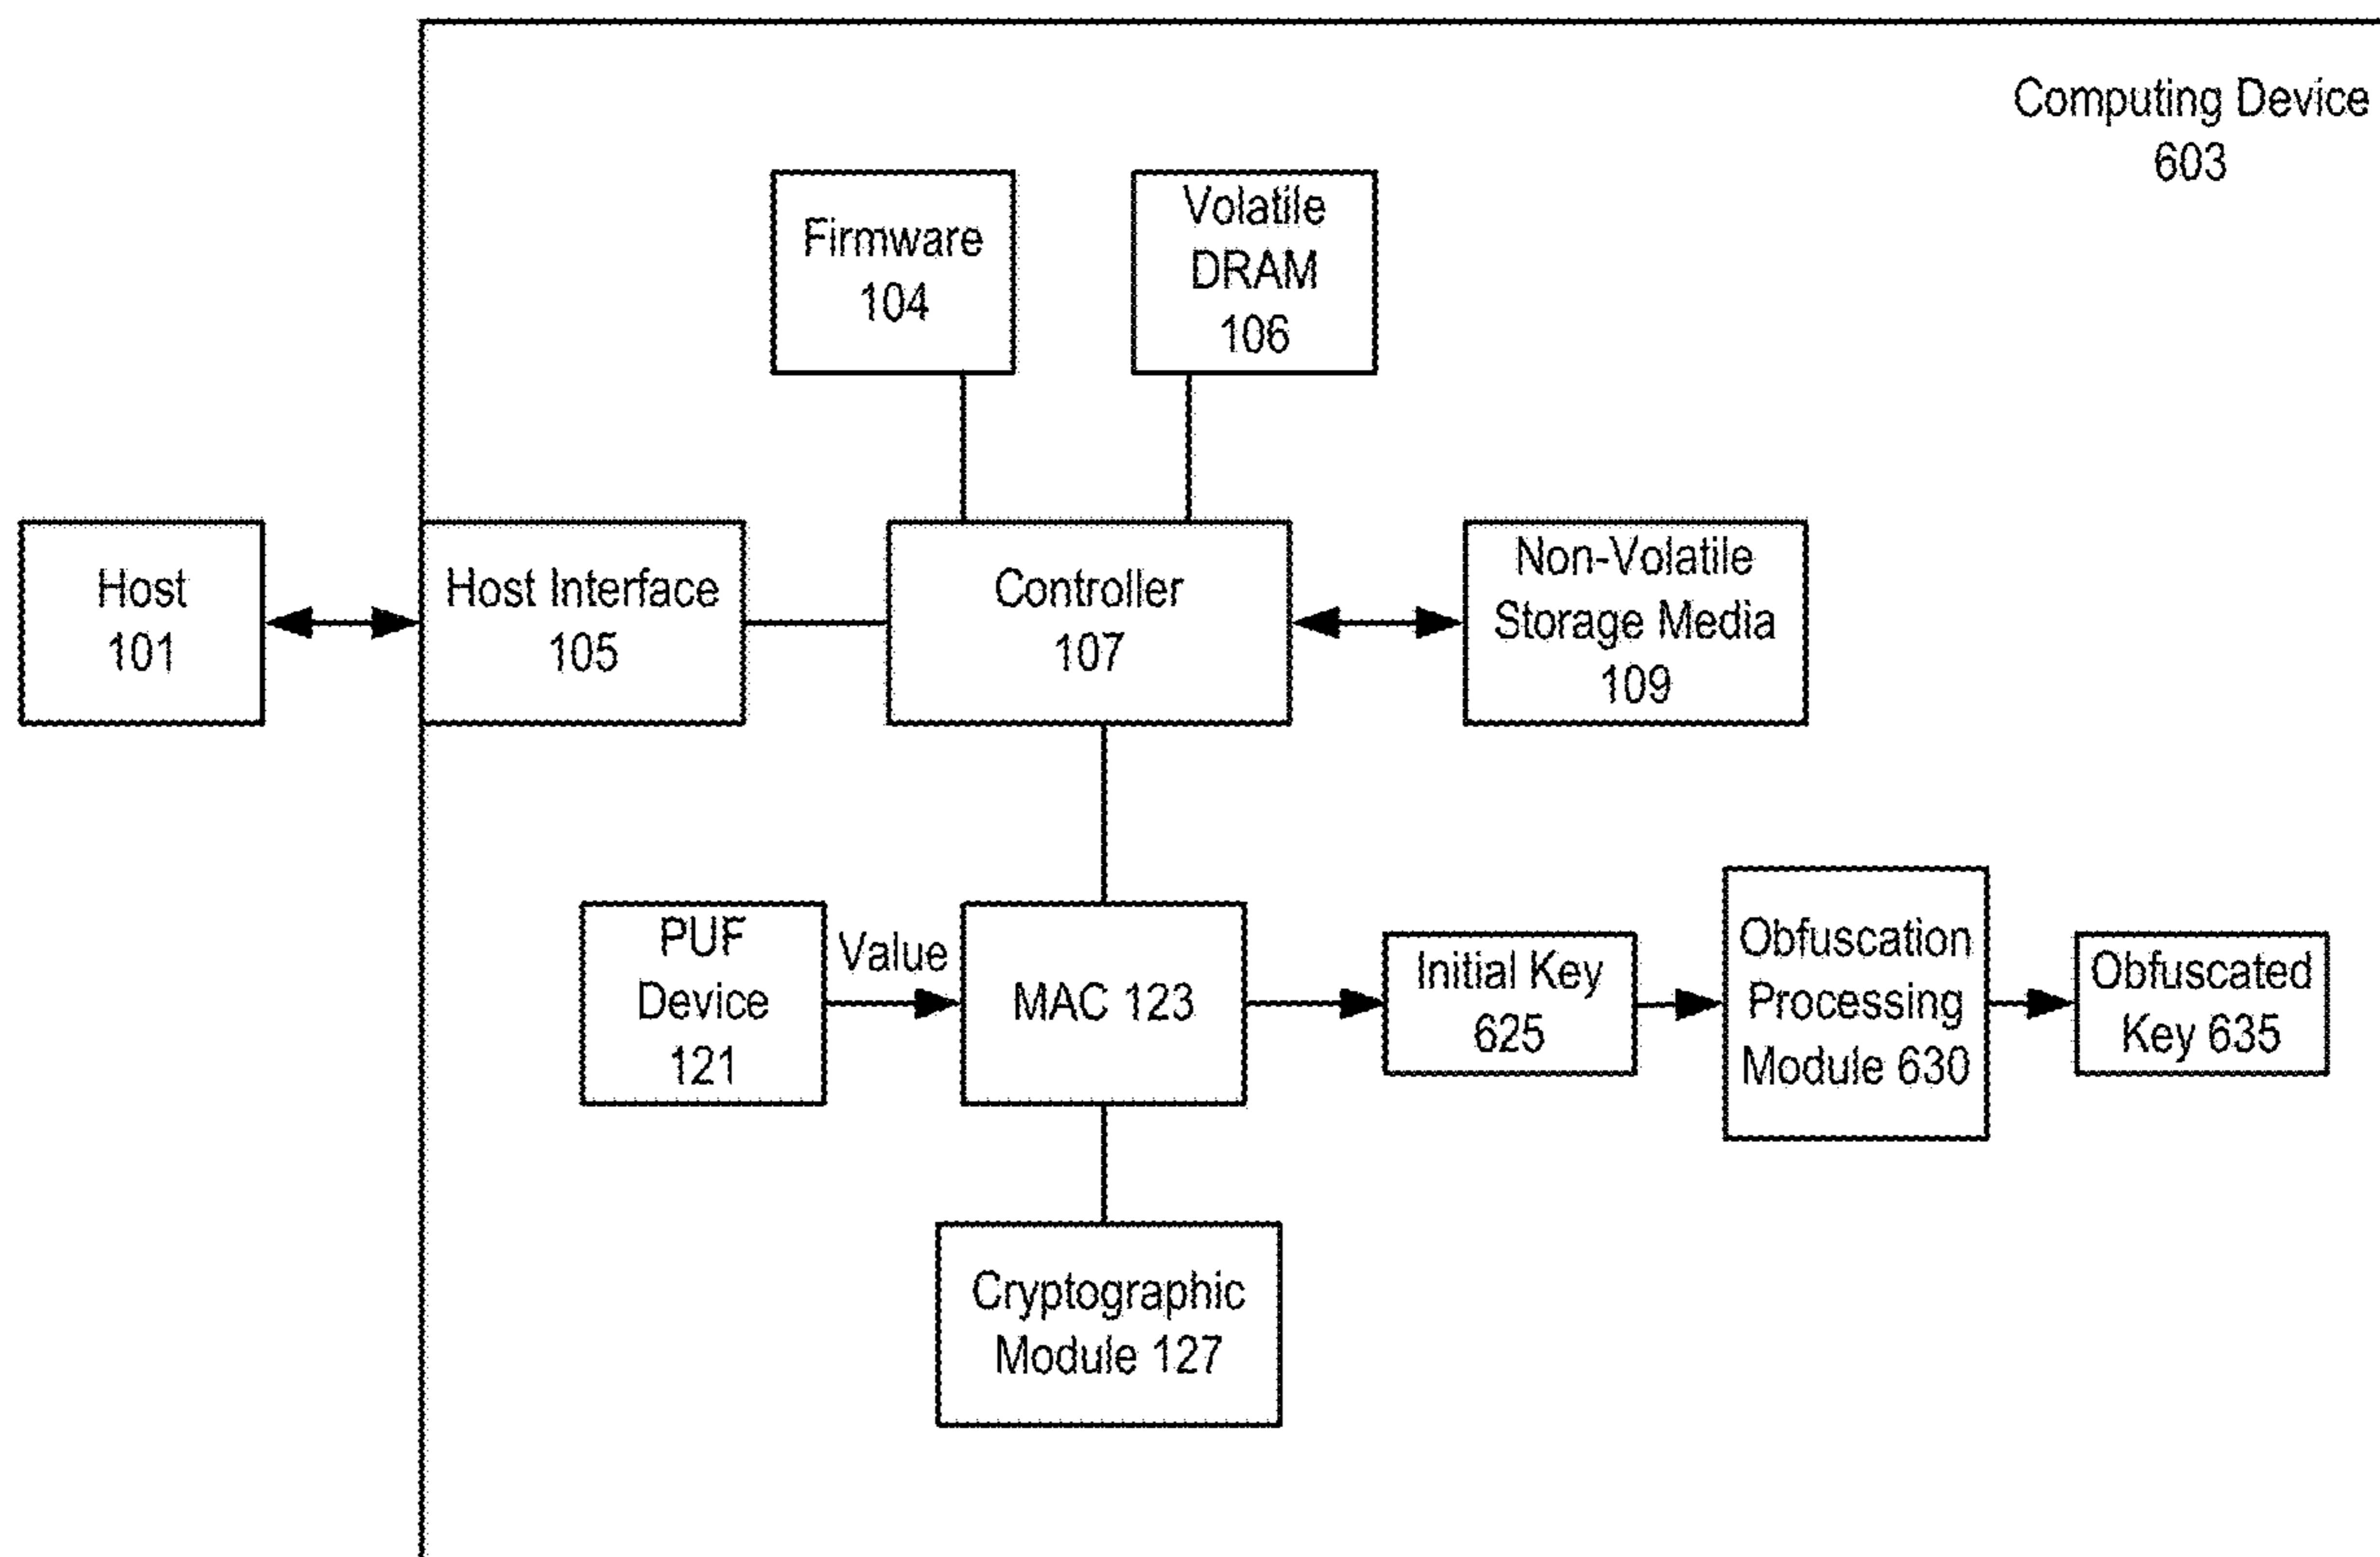 Computing Device
603
Firmware
104
Volatile
DRAM
106
Host
101
Host Interface
105
Controller
107
Non-Volatile
Storage Media
109
PUF
Device
121
Value
MAC 123
Initial Key
625
Obfuscation
Processing
Module 630
Obfuscated
Key 635
Cryptographic
Module 127